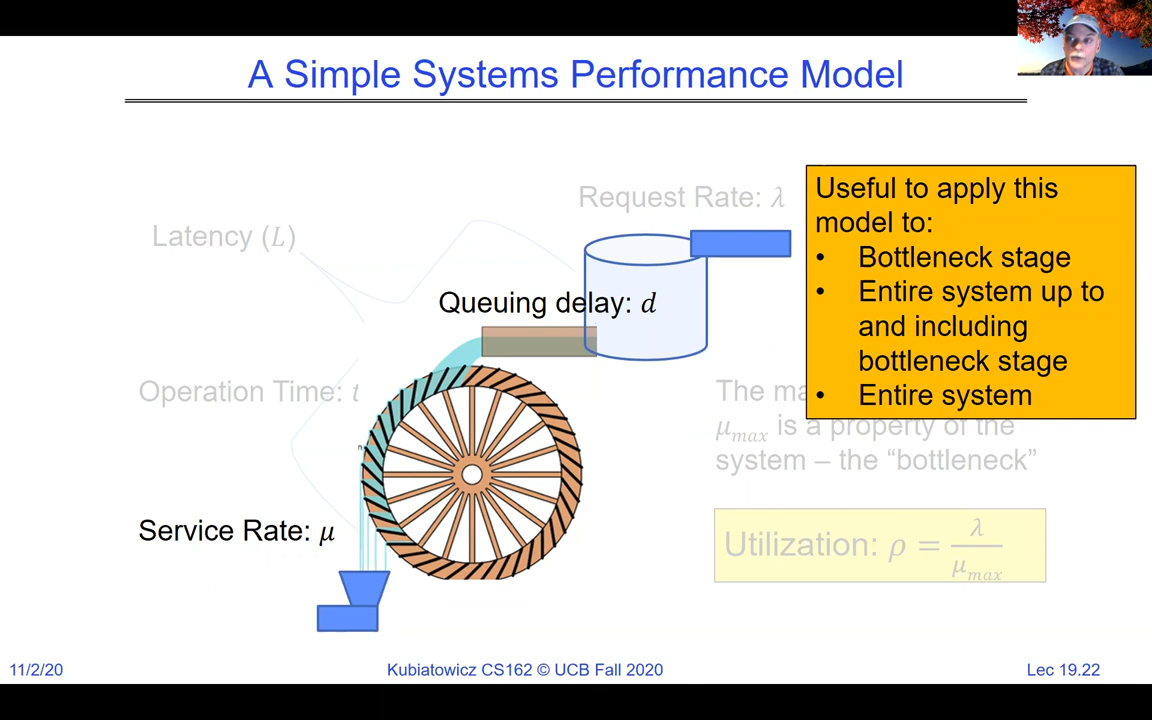 A Simple Systems Performance Model
Request Rate: λ
Latency (L)
Queuing delay: d
Operation Time: t
Service Rate: μ
Useful to apply this
model to:
• Bottleneck stage
• Entire system up to
and including
bottleneck stage
• Entire system
The
μmax is a property of the
system – the “bottleneck”
Utilization: ρ = λ / μmax
11/2/20
Kubiatowicz CS162 © UCB Fall 2020
Lec 19.22